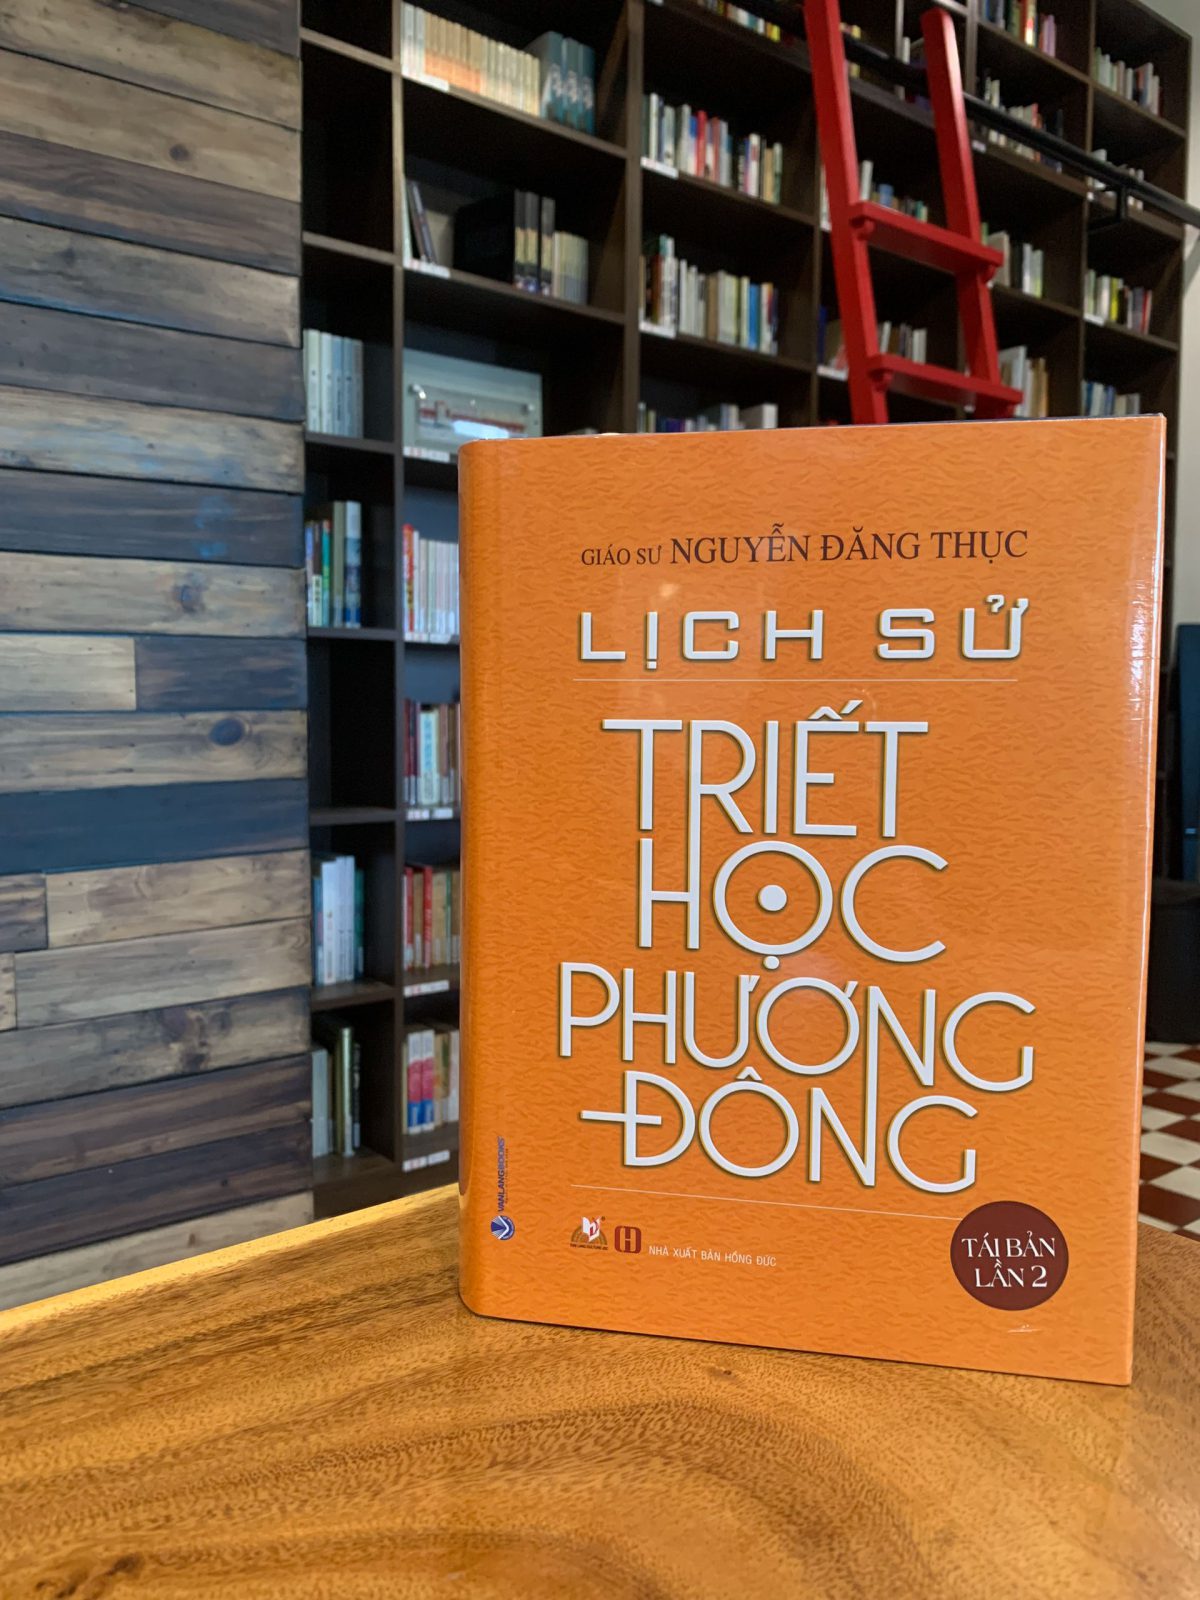 GIÁO SƯ NGUYỄN ĐĂNG THỤC
LỊCH SỬ
TRIẾT
HỌC
PHƯƠNG
ĐÔNG
VANLANGBOOKS
NHÀ XUẤT BẢN HỒNG ĐỨC
TÁI BẢN
LẦN 2